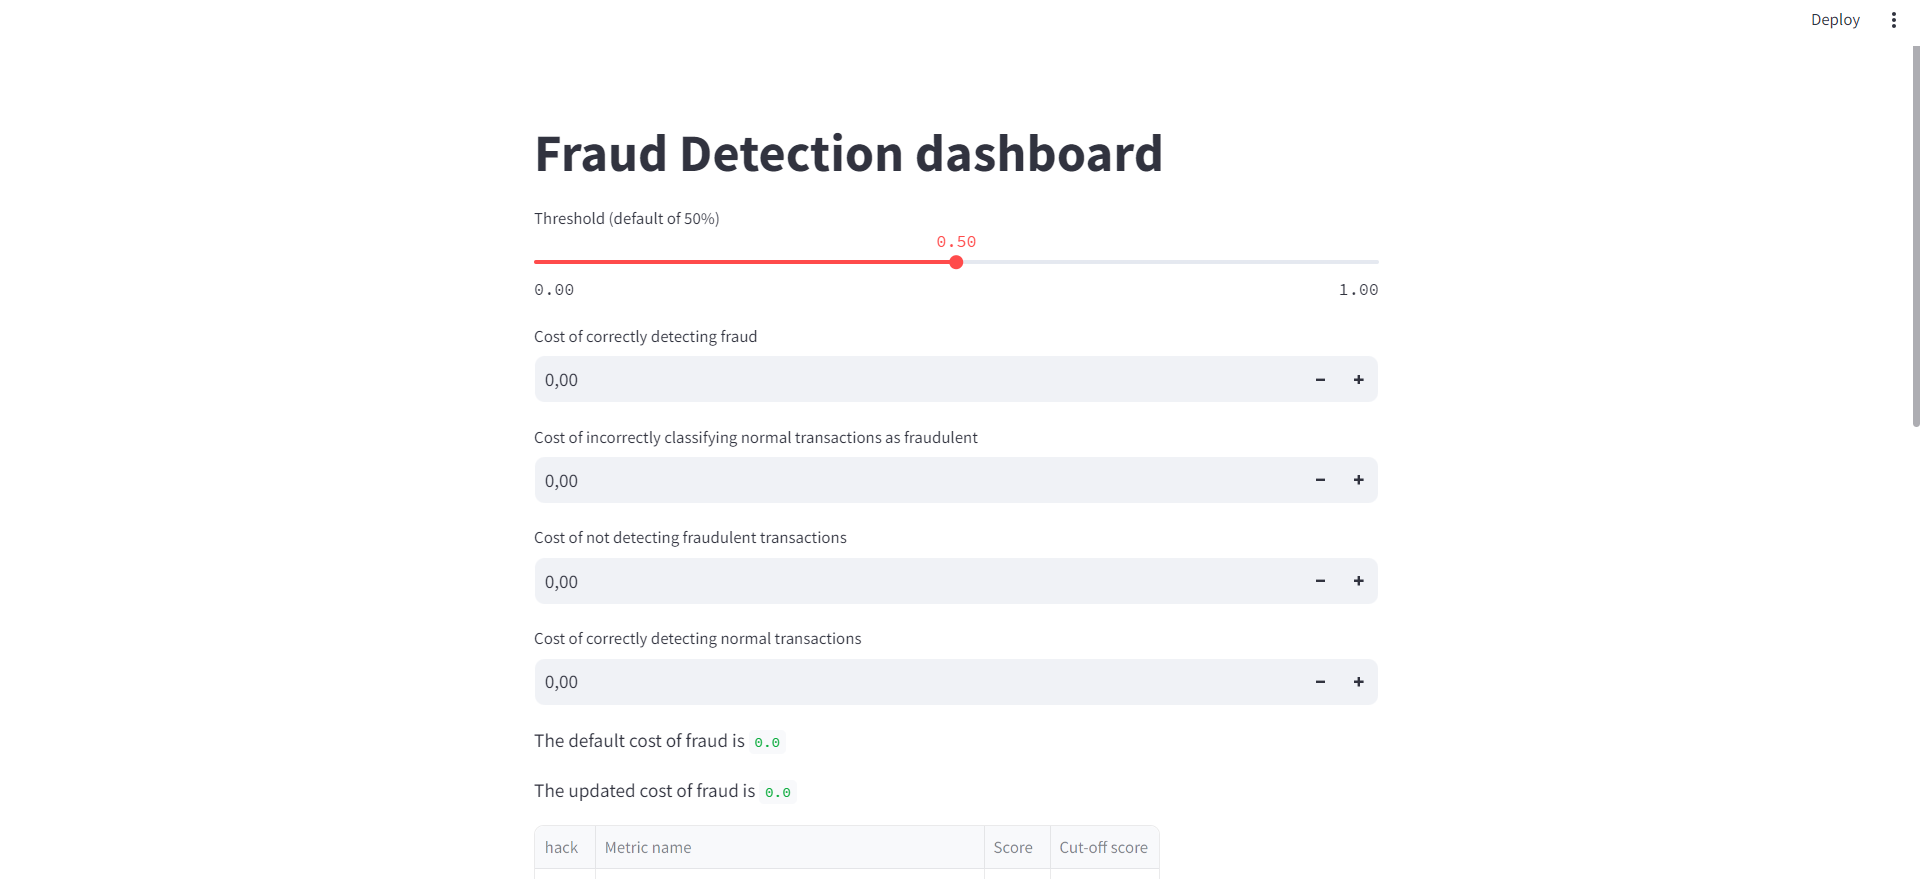 Deploy
Fraud Detection dashboard
Threshold (default of 50%)
0.50
0.00 1.00
Cost of correctly detecting fraud
0,00
Cost of incorrectly classifying normal transactions as fraudulent
0,00
Cost of not detecting fraudulent transactions
0,00
Cost of correctly detecting normal transactions
0,00
The default cost of fraud is 0.0
The updated cost of fraud is 0.0
hack Metric name Score Cut-off score